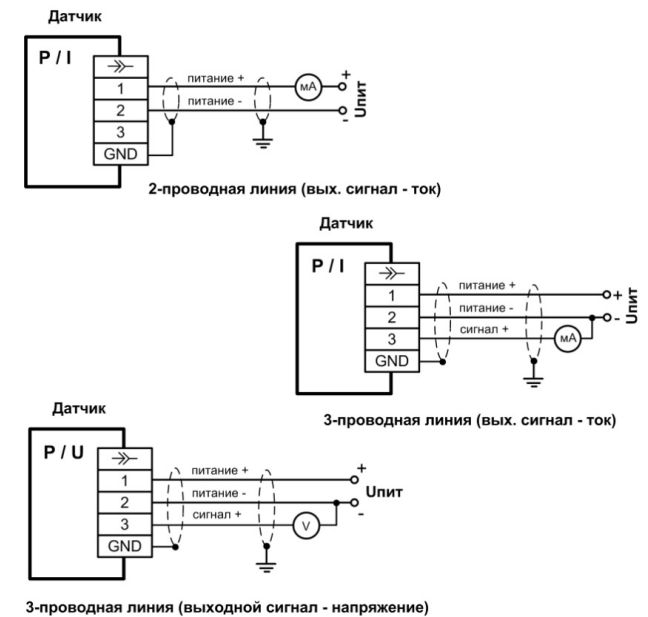 Датчик
P / I
1
2
3
GND
питание +
питание -
мА
+
-
Uпит
2-проводная линия (вых. сигнал - ток)
Датчик
P / I
1
2
3
GND
питание +
питание -
сигнал +
мА
+
-
Uпит
3-проводная линия (вых. сигнал - ток)
Датчик
P / U
1
2
3
GND
питание +
питание -
сигнал +
V
+
Uпит
-
3-проводная линия (выходной сигнал - напряжение)